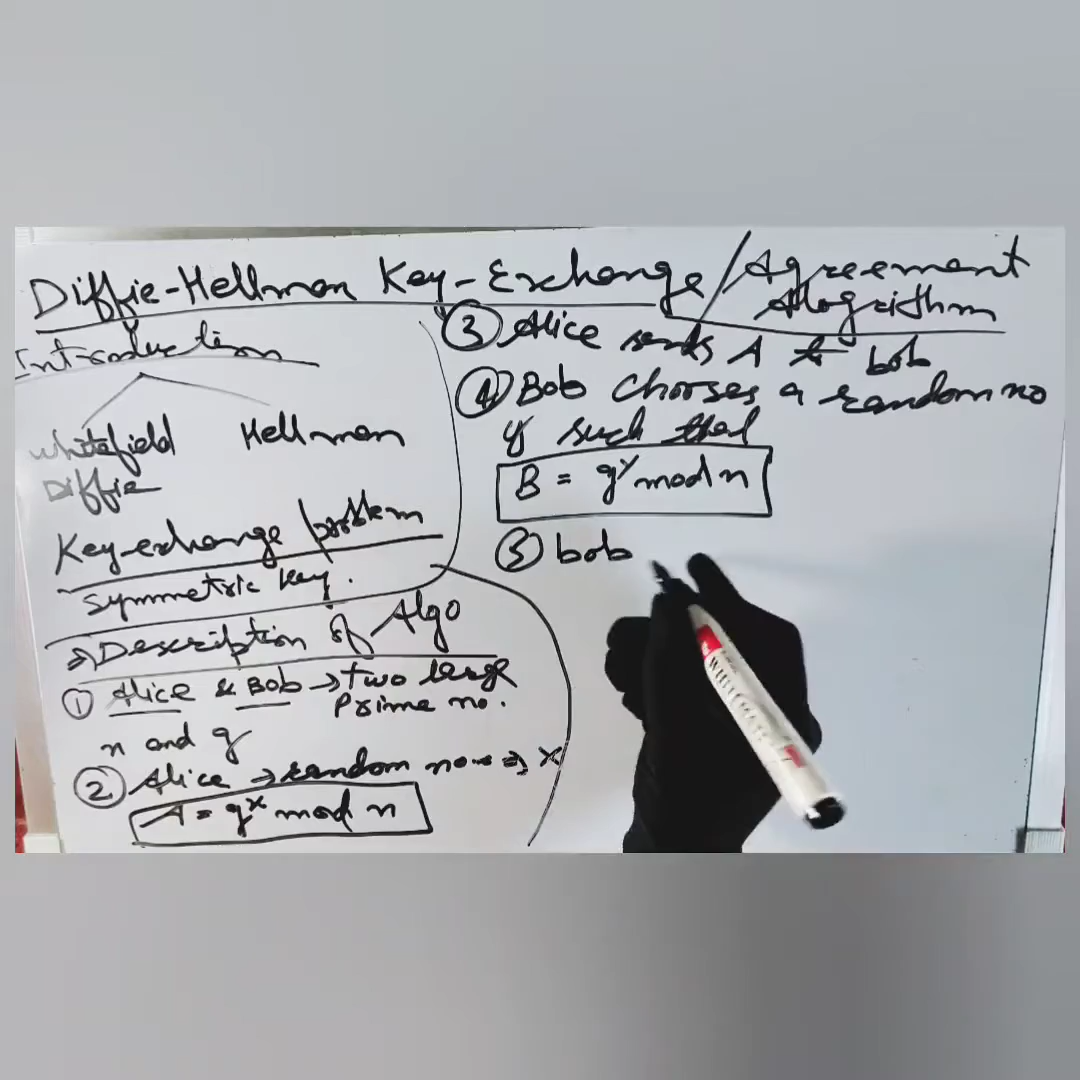 Diffie-Hellman Key-Exchange / Agreement
Alogrithm
Introduction
Whitefield
Diffie
Hellman
Key-exchange problem
Symmetric key.
⇒ Description of Algo
① Alice & Bob → two large
Prime no.
n and g
② Alice → random no ⇒ x
A = g^x mod n
③ Alice sends A to bob
④ Bob chooses a random no
y such that
B = g^y mod n
⑤ bob